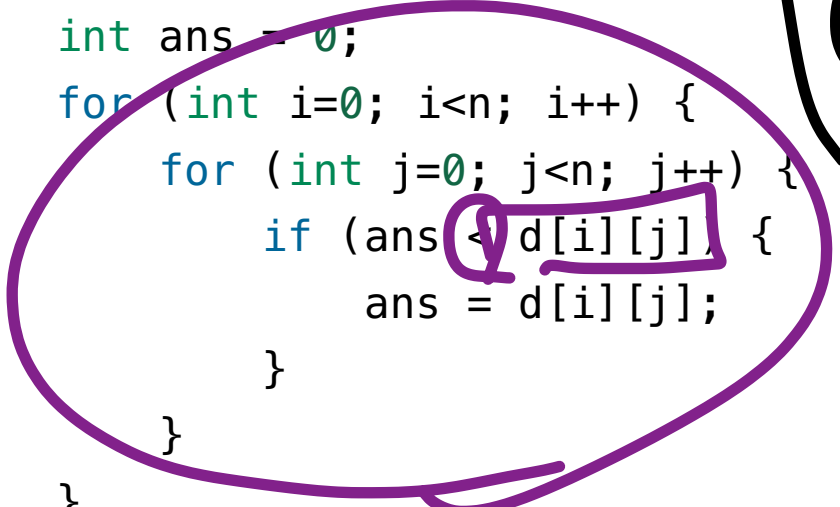 int ans = 0;
for (int i=0; i<n; i++) {
for (int j=0; j<n; j++) {
if (ans < d[i][j]) {
ans = d[i][j];
}
}
}